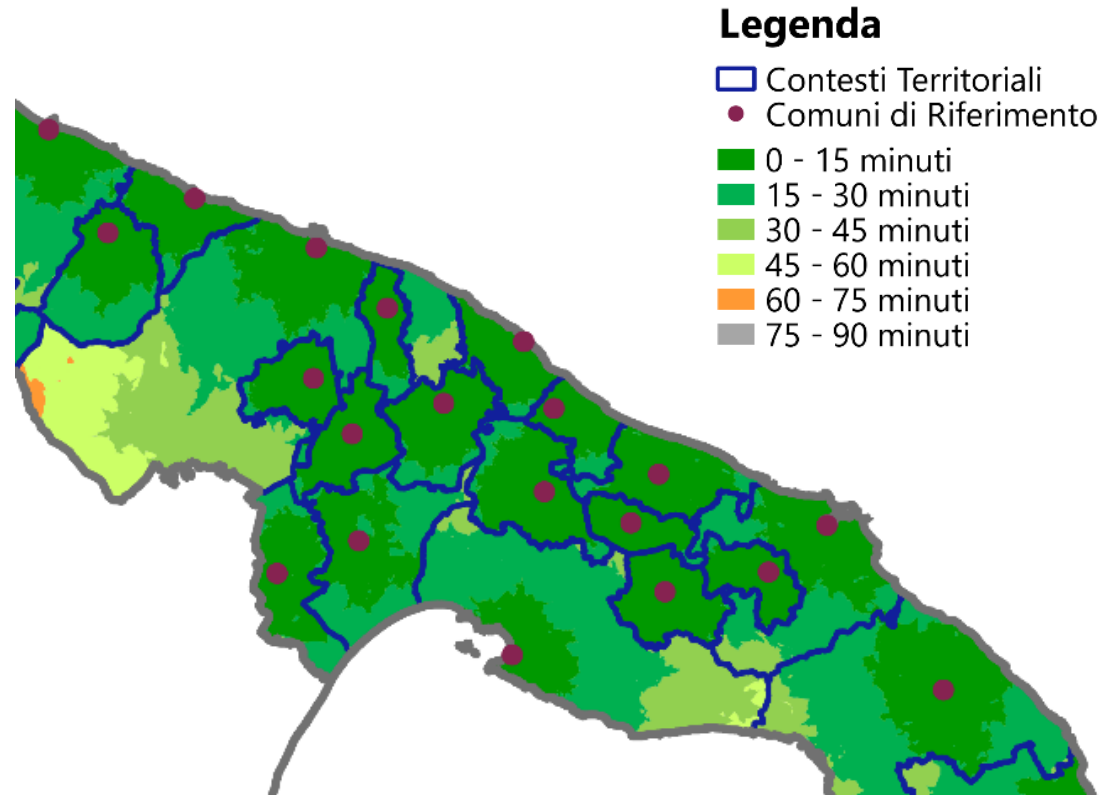 Legenda
Contesti Territoriali
Comuni di Riferimento
0 - 15 minuti
15 - 30 minuti
30 - 45 minuti
45 - 60 minuti
60 - 75 minuti
75 - 90 minuti